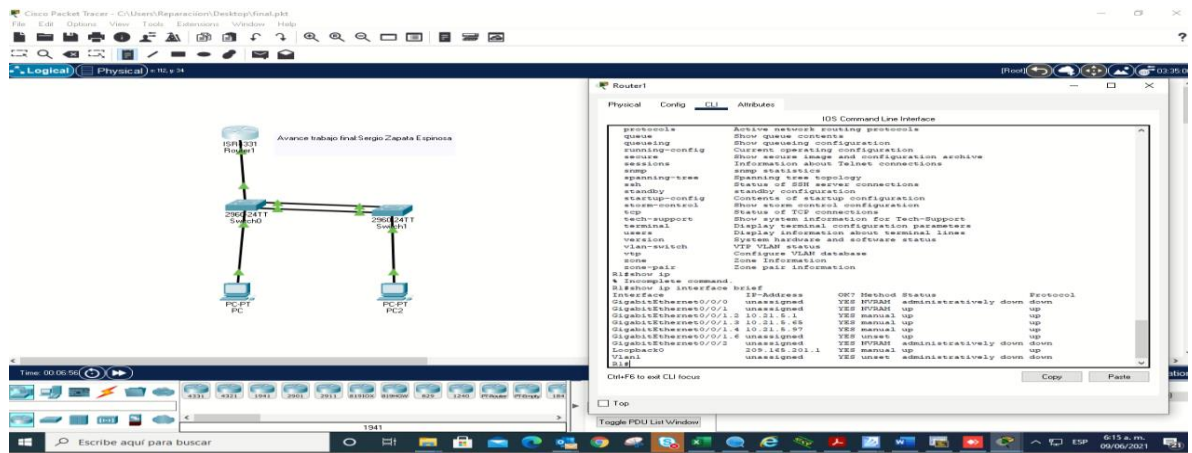 Cisco Packet Tracer - C:\Users\Reparaciion\Desktop\final.pkt
File Edit Options View Tools Extensions Window Help
Logical Physical x: 112, y: 34
[Root] 03:35:0
Avance trabajo final:Sergio Zapata Espinosa
Router1
2960-24TT
Switch0
2960-24TT
Switch1
PC-PT
PC
PC-PT
PC2
Router1
Physical Config CLI Attributes
IOS Command Line Interface
protocols Active network routing protocols
queue Show queue contents
queueing Show queueing configuration
running-config Current operating configuration
secure Show secure image and configuration archive
sessions Information about Telnet connections
snmp snmp statistics
spanning-tree Spanning tree topology
ssh Status of SSH server connections
standby standby configuration
startup-config Contents of startup configuration
storm-control Show storm control configuration
tcp Status of TCP connections
tech-support Show system information for Tech-Support
terminal Display terminal configuration parameters
users Display information about terminal lines
version System hardware and software status
vlan-switch VTP VLAN status
vtp Configure VLAN database
zone Zone Information
zone-pair Zone pair information
R1#show ip
% Incomplete command.
R1#show ip interface brief
Interface IP-Address OK? Method Status Protocol
GigabitEthernet0/0/0 unassigned YES NVRAM administratively down down
GigabitEthernet0/0/1 unassigned YES NVRAM up up
GigabitEthernet0/0/1.2 10.21.5.1 YES manual up up
GigabitEthernet0/0/1.3 10.21.5.65 YES manual up up
GigabitEthernet0/0/1.4 10.21.5.97 YES manual up up
GigabitEthernet0/0/1.6 unassigned YES unset up up
GigabitEthernet0/0/2 unassigned YES NVRAM administratively down down
Loopback0 209.165.201.1 YES manual up up
Vlan1 unassigned YES unset administratively down down
R1#
Ctrl+F6 to exit CLI focus
Copy Paste
Top
Time: 00:06:56
4331 4321 1941 2901 2911 819IOX 819HGW 829 1240 PT-Router PT-Empty
1941
Toggle PDU List Window
Escribe aquí para buscar
ESP
6:15 a. m.
09/06/2021